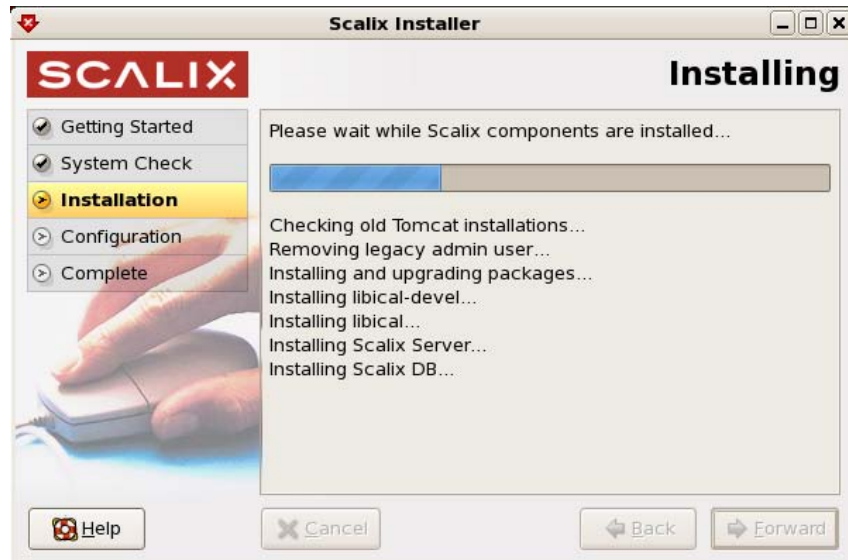 Scalix Installer
SCALIX
Installing
Getting Started
System Check
Installation
Configuration
Complete
Please wait while Scalix components are installed...
Checking old Tomcat installations...
Removing legacy admin user...
Installing and upgrading packages...
Installing libical-devel...
Installing libical...
Installing Scalix Server...
Installing Scalix DB...
Help
Cancel
Back
Forward